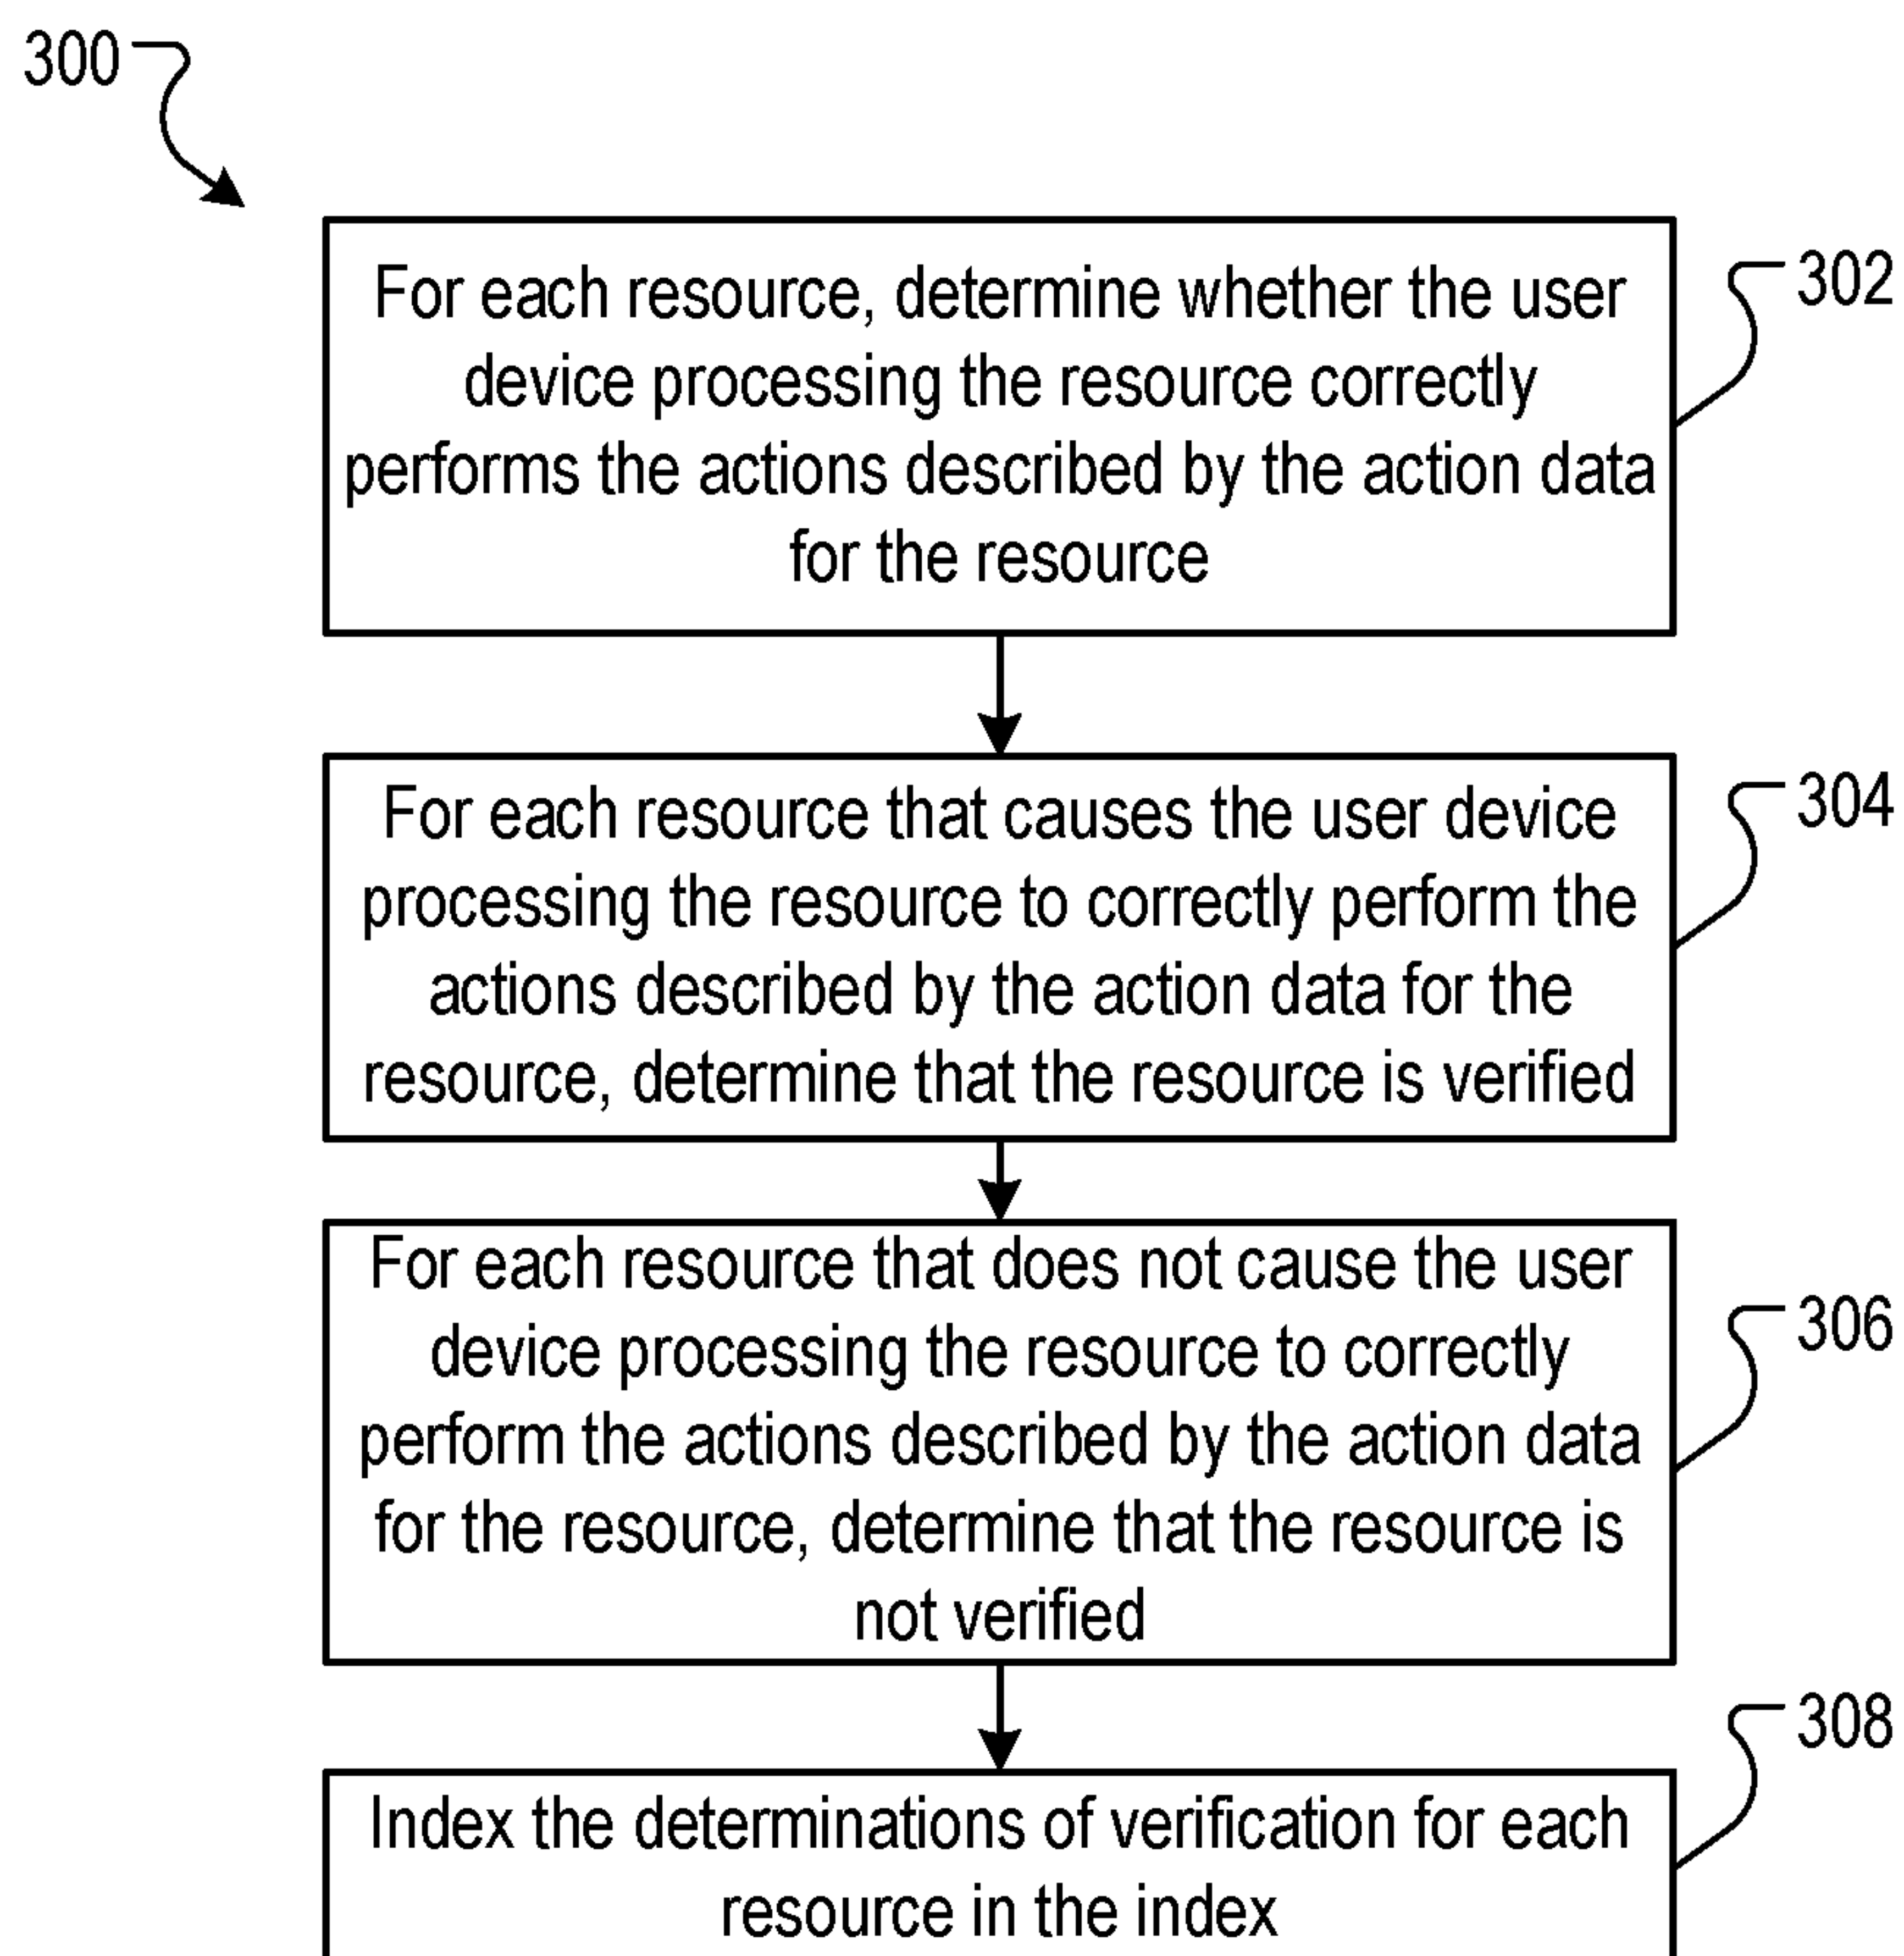 300
For each resource, determine whether the user
device processing the resource correctly
performs the actions described by the action data
for the resource
302
For each resource that causes the user device
processing the resource to correctly perform the
actions described by the action data for the
resource, determine that the resource is verified
304
For each resource that does not cause the user
device processing the resource to correctly
perform the actions described by the action data
for the resource, determine that the resource is
not verified
306
Index the determinations of verification for each
resource in the index
308